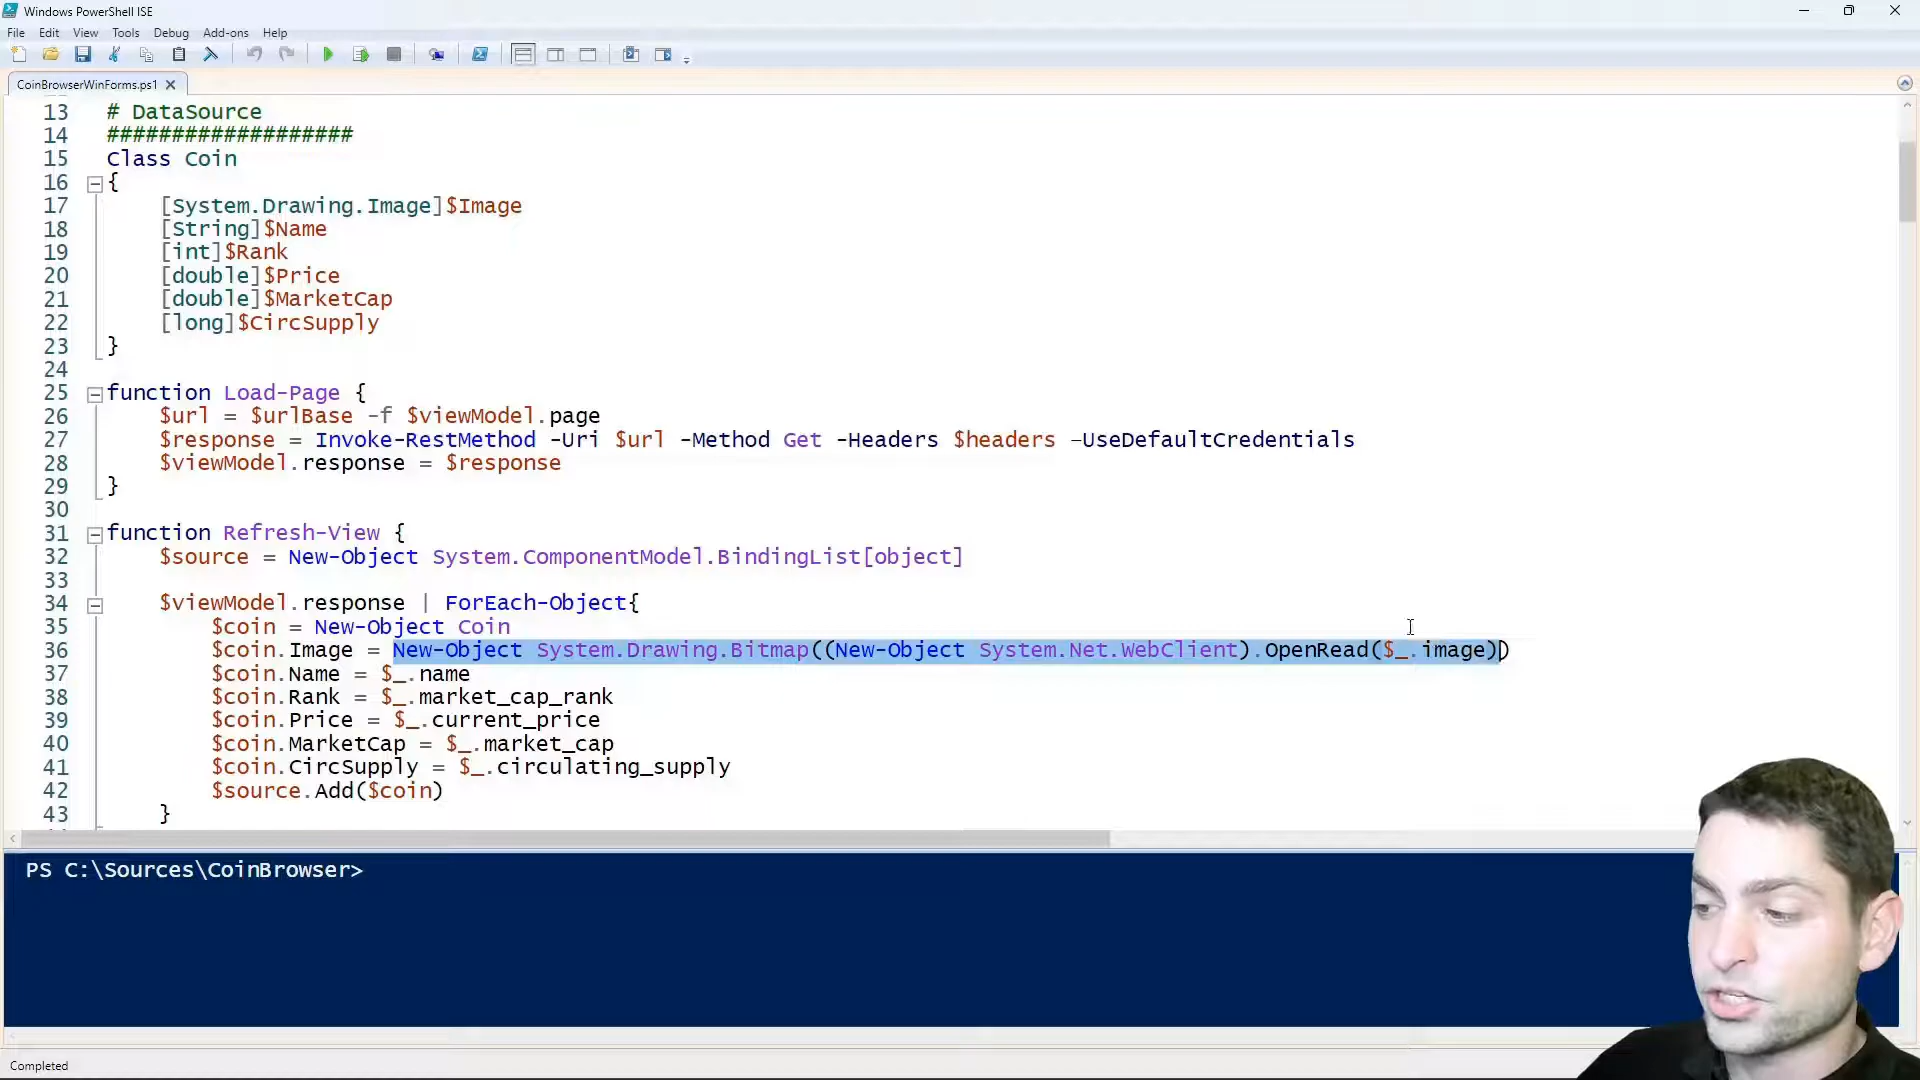 Windows PowerShell ISE
File Edit View Tools Debug Add-ons Help
CoinBrowserWinForms.ps1
13 # DataSource
14 ###################
15 Class Coin
16 {
17 [System.Drawing.Image]$Image
18 [String]$Name
19 [int]$Rank
20 [double]$Price
21 [double]$MarketCap
22 [long]$CircSupply
23 }
24
25 function Load-Page {
26 $url = $urlBase -f $viewModel.page
27 $response = Invoke-RestMethod -Uri $url -Method Get -Headers $headers -UseDefaultCredentials
28 $viewModel.response = $response
29 }
30
31 function Refresh-View {
32 $source = New-Object System.ComponentModel.BindingList[object]
33
34 $viewModel.response | ForEach-Object{
35 $coin = New-Object Coin
36 $coin.Image = New-Object System.Drawing.Bitmap((New-Object System.Net.WebClient).OpenRead($_.image))
37 $coin.Name = $_.name
38 $coin.Rank = $_.market_cap_rank
39 $coin.Price = $_.current_price
40 $coin.MarketCap = $_.market_cap
41 $coin.CircSupply = $_.circulating_supply
42 $source.Add($coin)
43 }
PS C:\Sources\CoinBrowser>
Completed